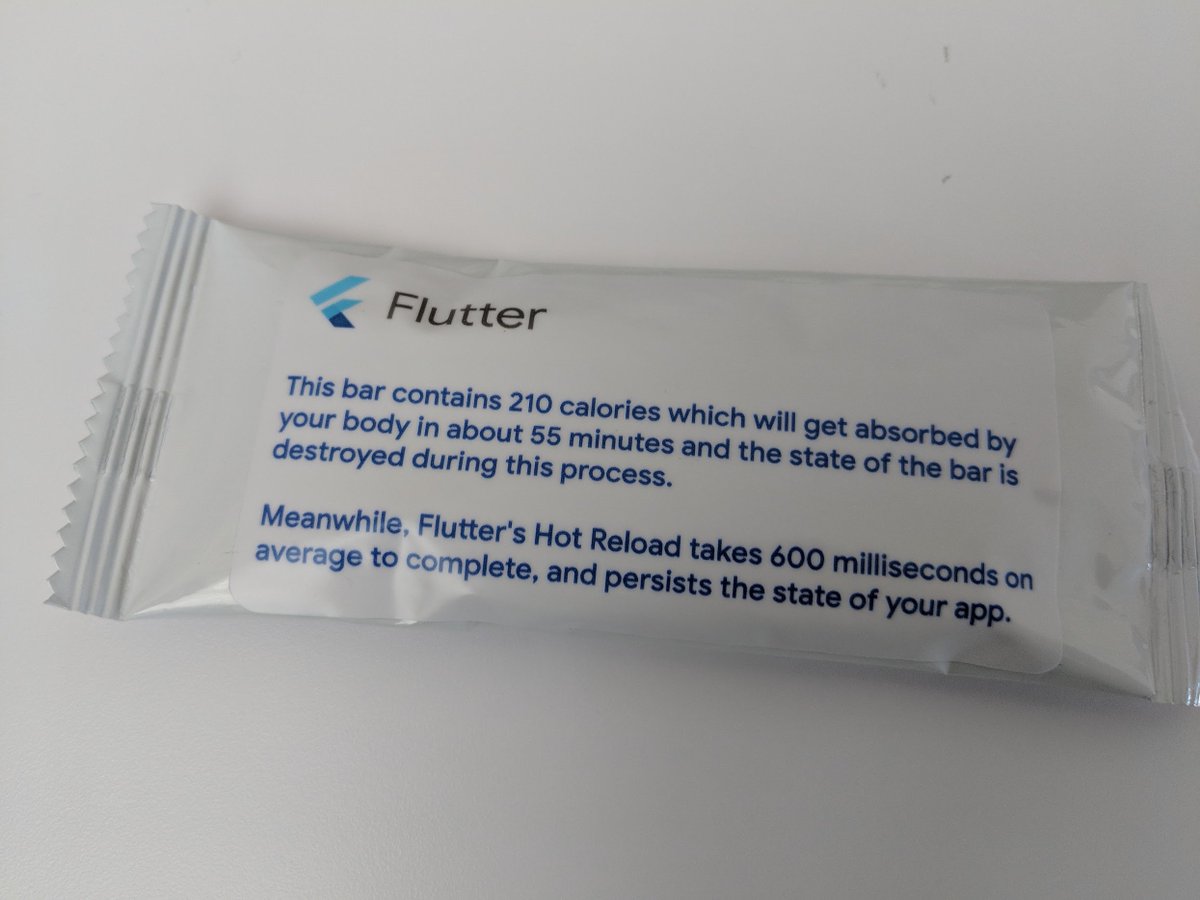 Flutter
This bar contains 210 calories which will get absorbed by
your body in about 55 minutes and the state of the bar is
destroyed during this process.
Meanwhile, Flutter's Hot Reload takes 600 milliseconds on
average to complete, and persists the state of your app.